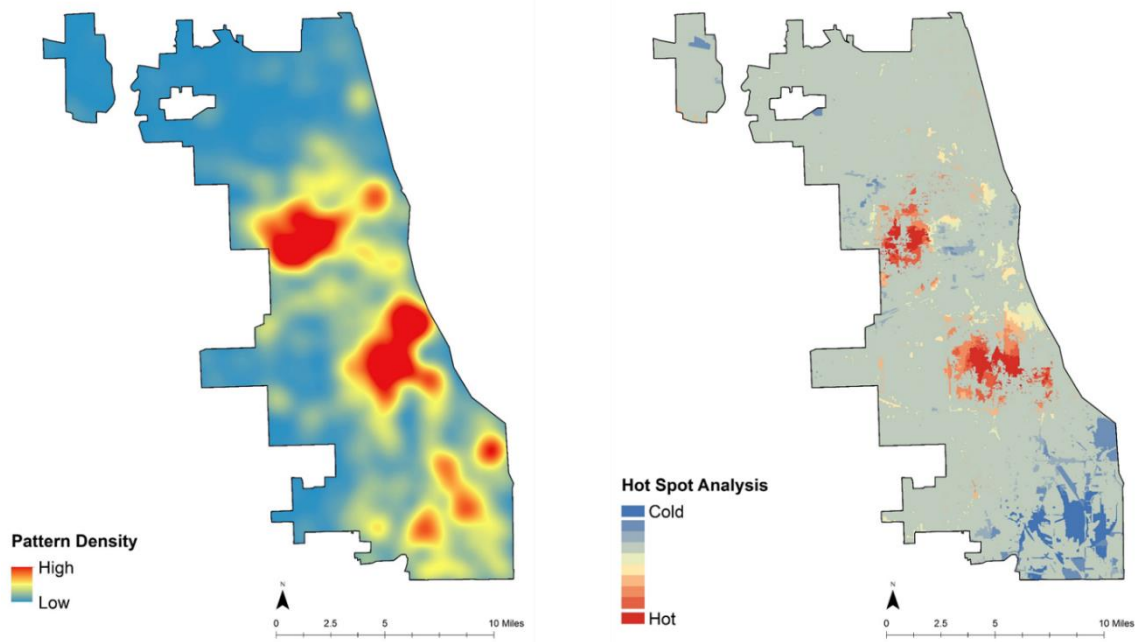 Pattern Density
High
Low
N
0 2.5 5 10 Miles
Hot Spot Analysis
Cold
Hot
N
0 2.5 5 10 Miles